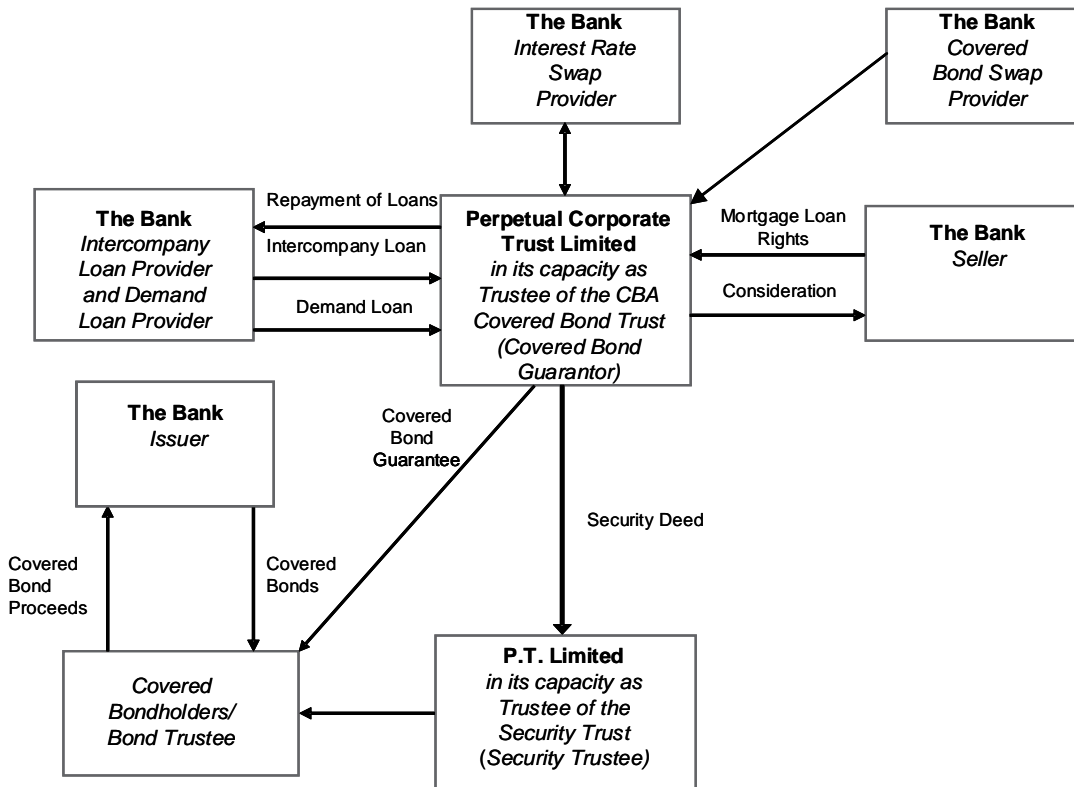 The Bank
Interest Rate
Swap
Provider
The Bank
Covered
Bond Swap
Provider
The Bank
Intercompany
Loan Provider
and Demand
Loan Provider
Repayment of Loans
Intercompany Loan
Demand Loan
Perpetual Corporate
Trust Limited
in its capacity as
Trustee of the CBA
Covered Bond Trust
(Covered Bond
Guarantor)
Mortgage Loan
Rights
Consideration
The Bank
Seller
The Bank
Issuer
Covered
Bond
Guarantee
Security Deed
Covered
Bond
Proceeds
Covered
Bonds
Covered
Bondholders/
Bond Trustee
P.T. Limited
in its capacity as
Trustee of the
Security Trust
(Security Trustee)